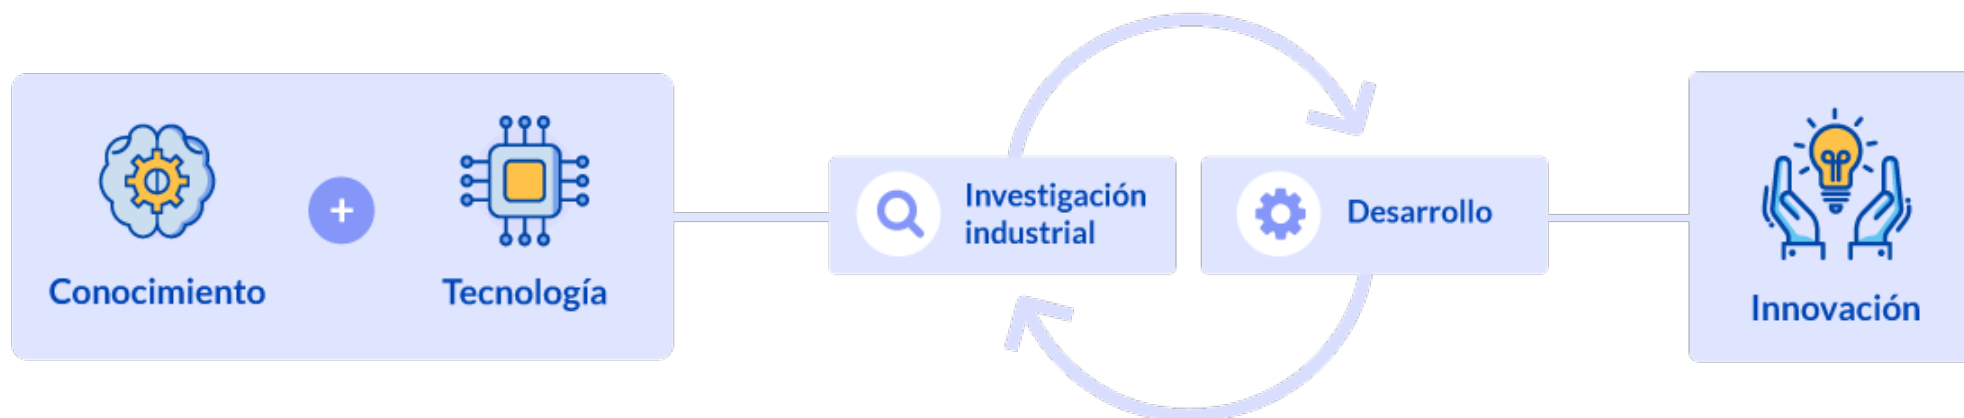 Conocimiento
+
Tecnología
Investigación
industrial
Desarrollo
Innovación